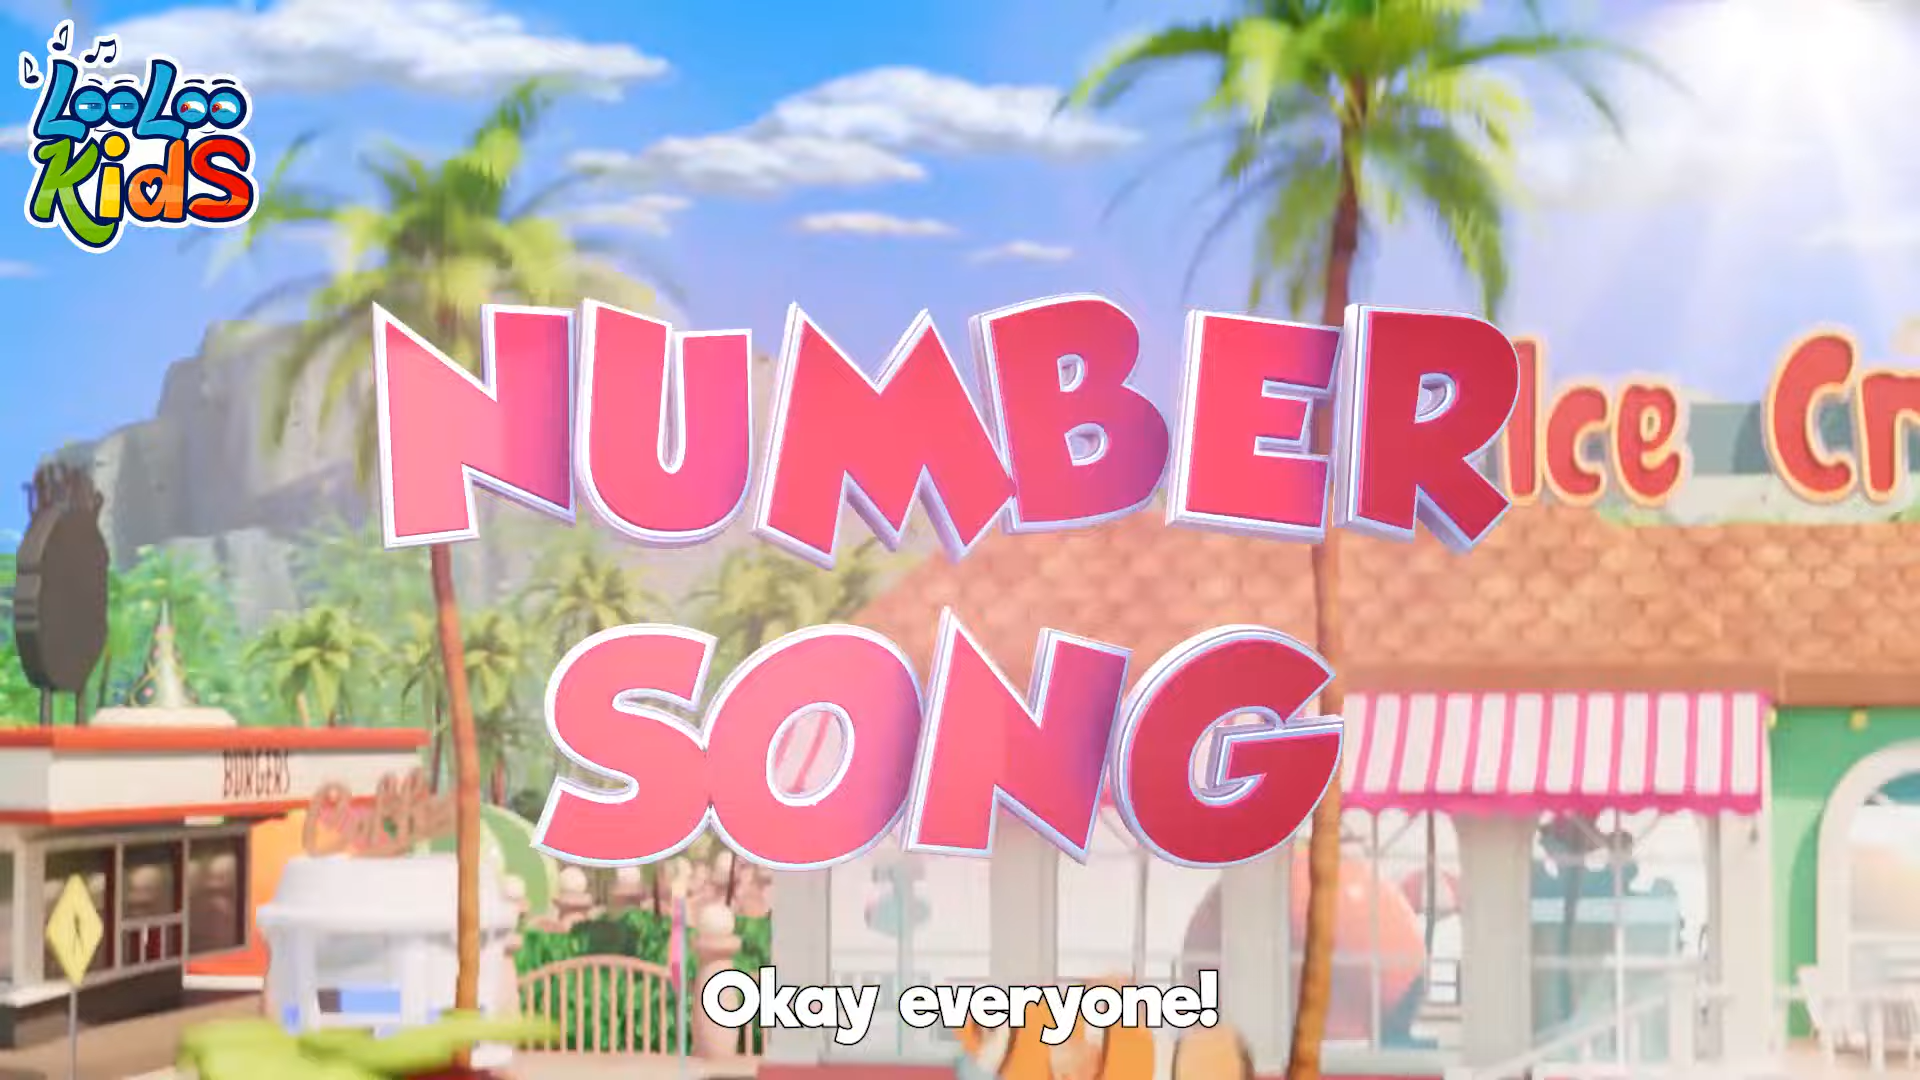 LooLoo
Kids
NUMBER
SONG
Ice Cr
BURGERS
Okay everyone!